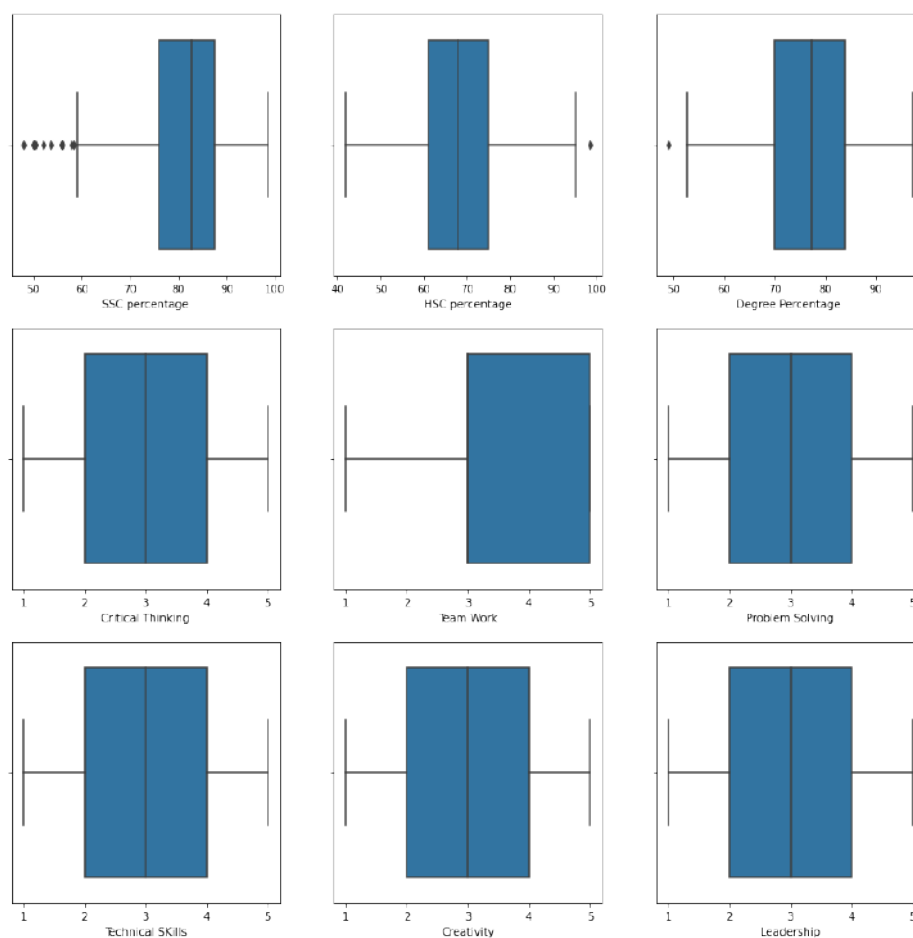 50 60 70 80 90 100
SSC percentage
40 50 60 70 80 90 100
HSC percentage
50 60 70 80 90
Degree Percentage
1 2 3 4 5
Critical Thinking
1 2 3 4 5
Team Work
1 2 3 4 5
Problem Solving
1 2 3 4 5
Technical SKills
1 2 3 4 5
Creativity
1 2 3 4 5
Leadership